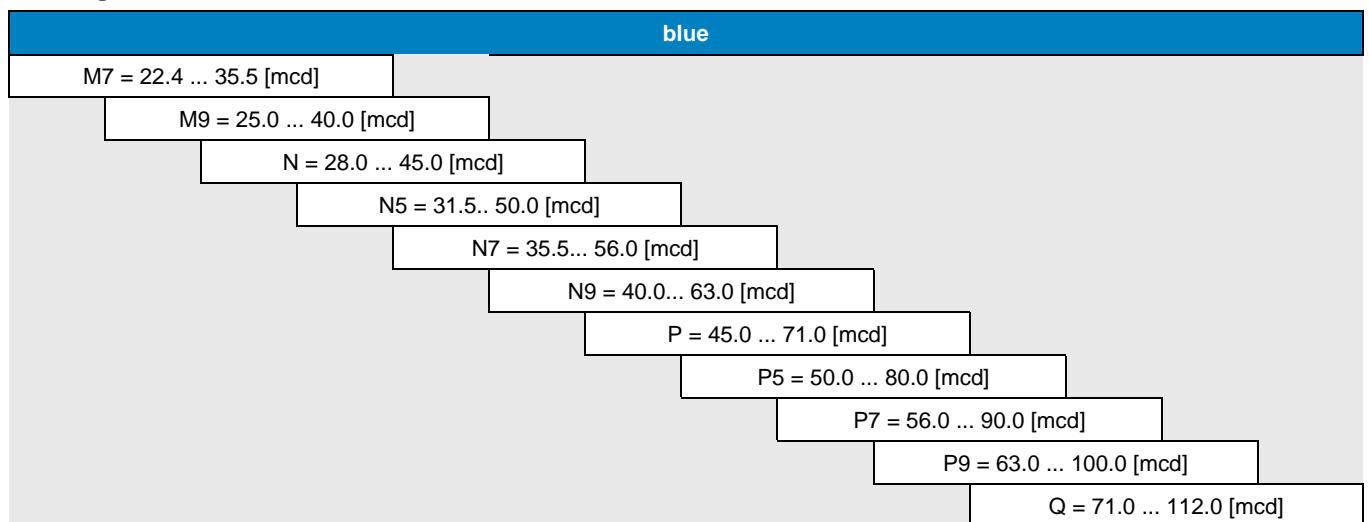 blue
M7 = 22.4 ... 35.5 [mcd]
M9 = 25.0 ... 40.0 [mcd]
N = 28.0 ... 45.0 [mcd]
N5 = 31.5.. 50.0 [mcd]
N7 = 35.5... 56.0 [mcd]
N9 = 40.0... 63.0 [mcd]
P = 45.0 ... 71.0 [mcd]
P5 = 50.0 ... 80.0 [mcd]
P7 = 56.0 ... 90.0 [mcd]
P9 = 63.0 ... 100.0 [mcd]
Q = 71.0 ... 112.0 [mcd]